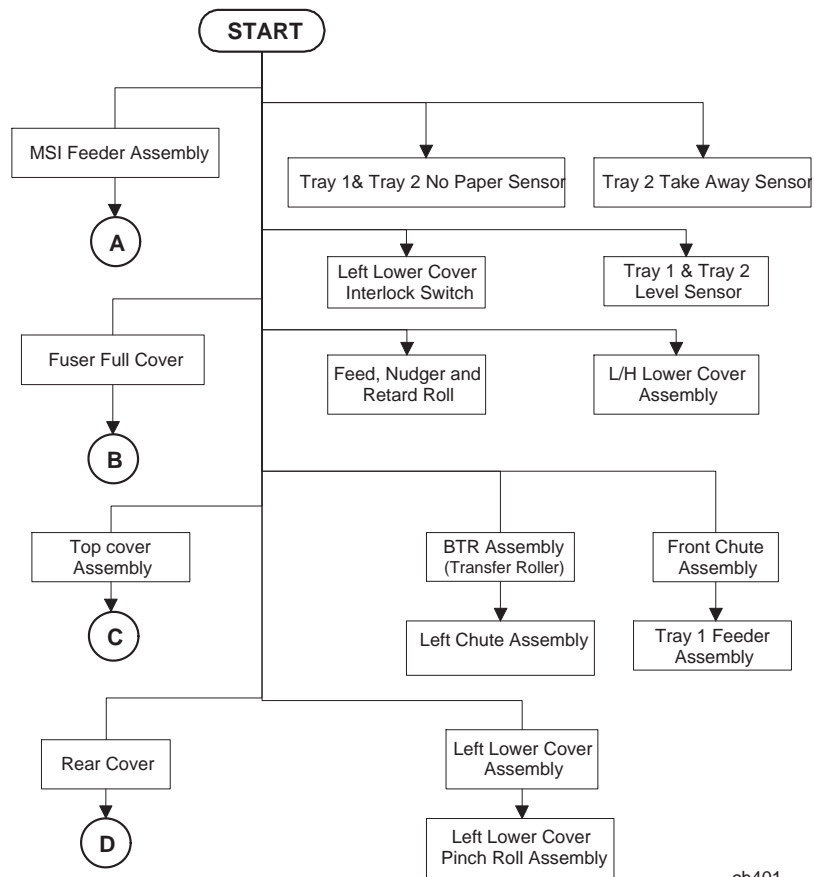 START
MSI Feeder Assembly
Tray 1& Tray 2 No Paper Sensor
Tray 2 Take Away Sensor
A
Left Lower Cover
Interlock Switch
Tray 1 & Tray 2
Level Sensor
Fuser Full Cover
Feed, Nudger and
Retard Roll
L/H Lower Cover
Assembly
B
Top cover
Assembly
BTR Assembly
(Transfer Roller)
Front Chute
Assembly
C
Left Chute Assembly
Tray 1 Feeder
Assembly
Rear Cover
Left Lower Cover
Assembly
D
Left Lower Cover
Pinch Roll Assembly